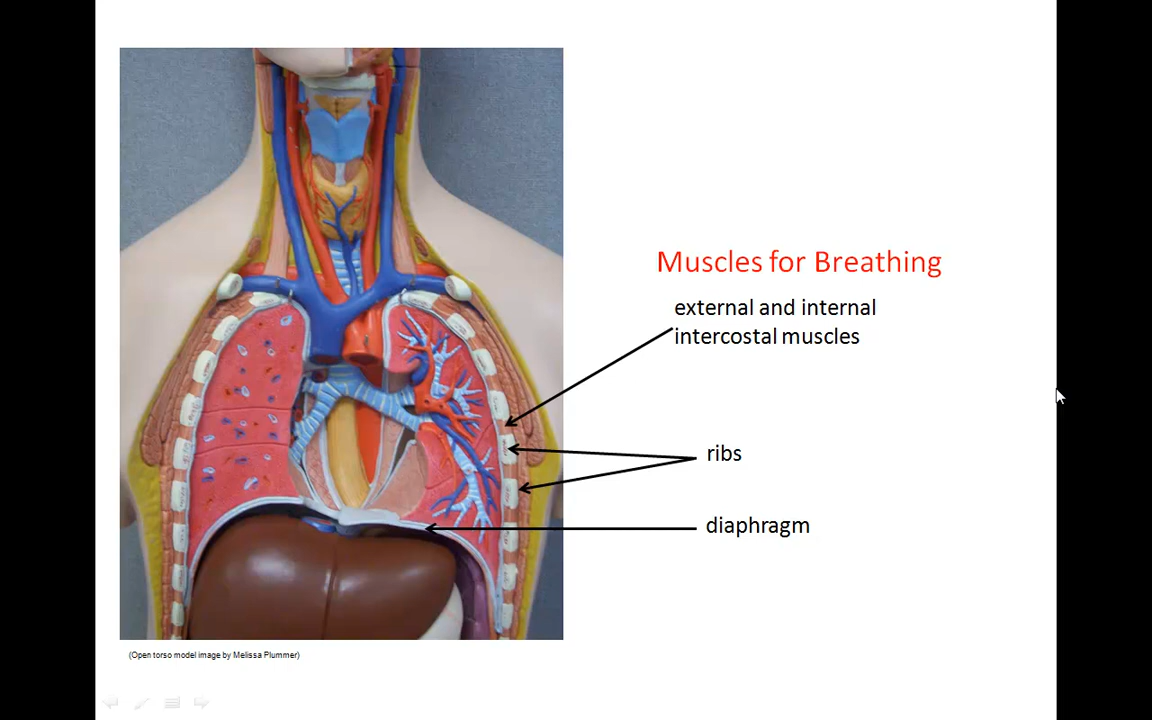 Muscles for Breathing
external and internal
intercostal muscles
ribs
diaphragm
(Open torso model image by Melissa Plummer)